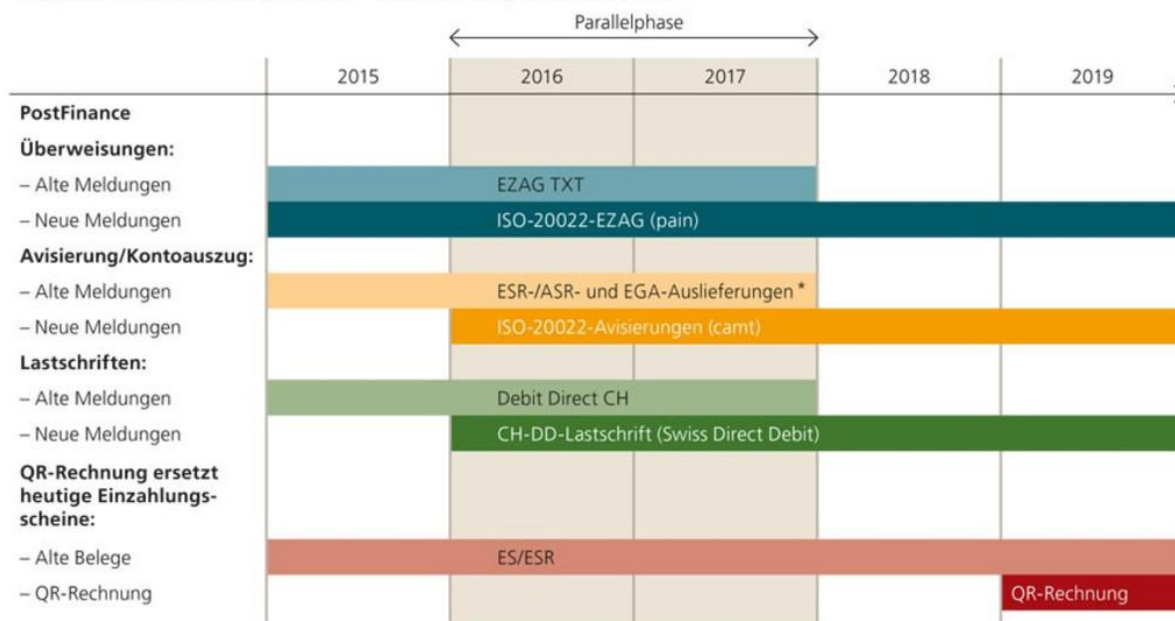 Parallelphase
2015 2016 2017 2018 2019
PostFinance
Überweisungen:
– Alte Meldungen EZAG TXT
– Neue Meldungen ISO-20022-EZAG (pain)
Avisierung/Kontoauszug:
– Alte Meldungen ESR-/ASR- und EGA-Auslieferungen *
– Neue Meldungen ISO-20022-Avisierungen (camt)
Lastschriften:
– Alte Meldungen Debit Direct CH
– Neue Meldungen CH-DD-Lastschrift (Swiss Direct Debit)
QR-Rechnung ersetzt
heutige Einzahlungs-
scheine:
– Alte Belege ES/ESR
– QR-Rechnung QR-Rechnung